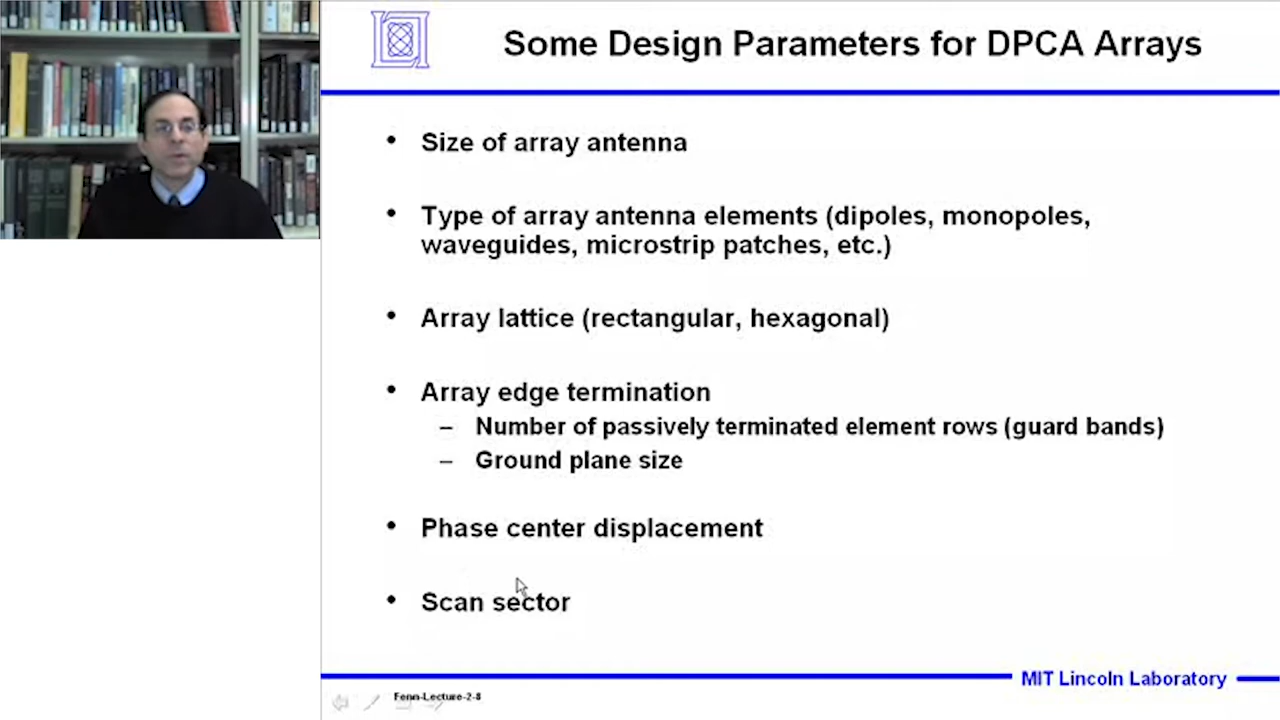 Some Design Parameters for DPCA Arrays
• Size of array antenna
• Type of array antenna elements (dipoles, monopoles,
waveguides, microstrip patches, etc.)
• Array lattice (rectangular, hexagonal)
• Array edge termination
– Number of passively terminated element rows (guard bands)
– Ground plane size
• Phase center displacement
• Scan sector
MIT Lincoln Laboratory
Fenn-Lecture-2-8